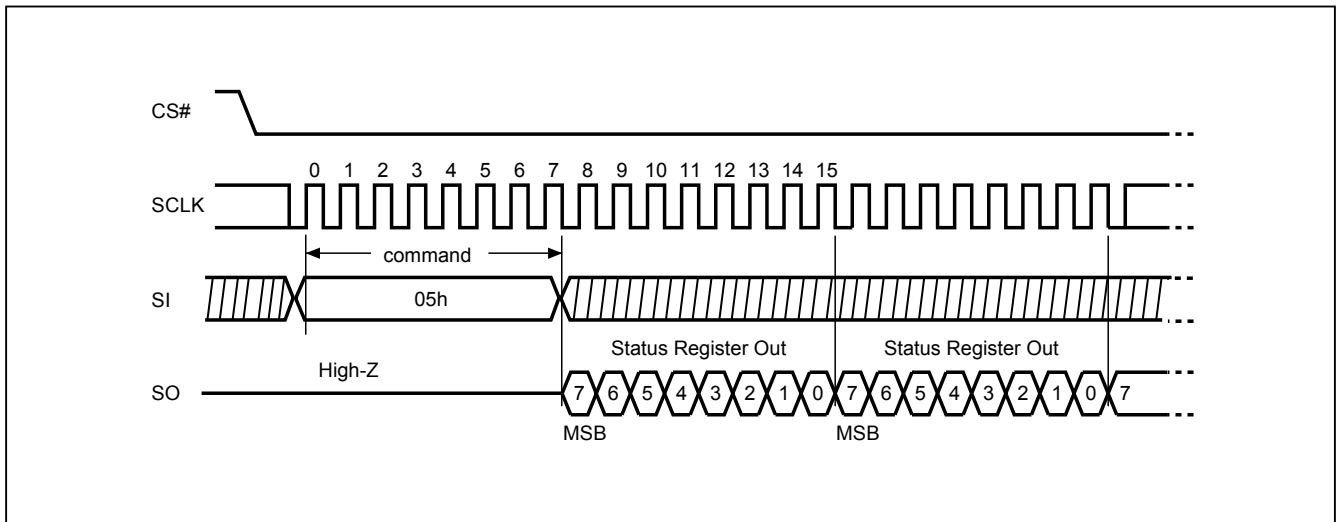 CS#
0 1 2 3 4 5 6 7 8 9 10 11 12 13 14 15
SCLK
command
SI
05h
Status Register Out Status Register Out
High-Z
SO
7 6 5 4 3 2 1 0 7 6 5 4 3 2 1 0 7
MSB MSB